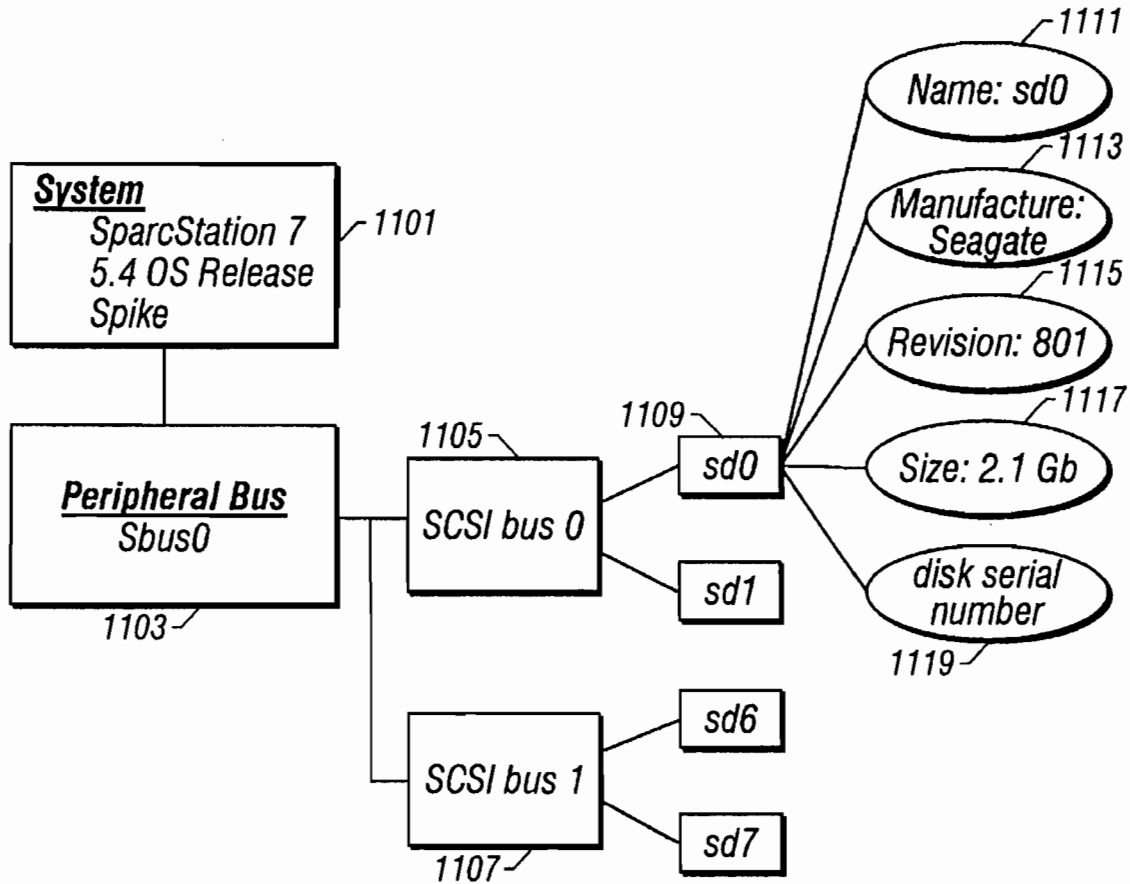 1111
Name: sd0
1113
Manufacture:
Seagate
1115
Revision: 801
1117
Size: 2.1 Gb
disk serial
number
1119
System
SparcStation 7
5.4 OS Release
Spike
1101
Peripheral Bus
Sbus0
1103
1105
SCSI bus 0
1109
sd0
sd1
SCSI bus 1
1107
sd6
sd7